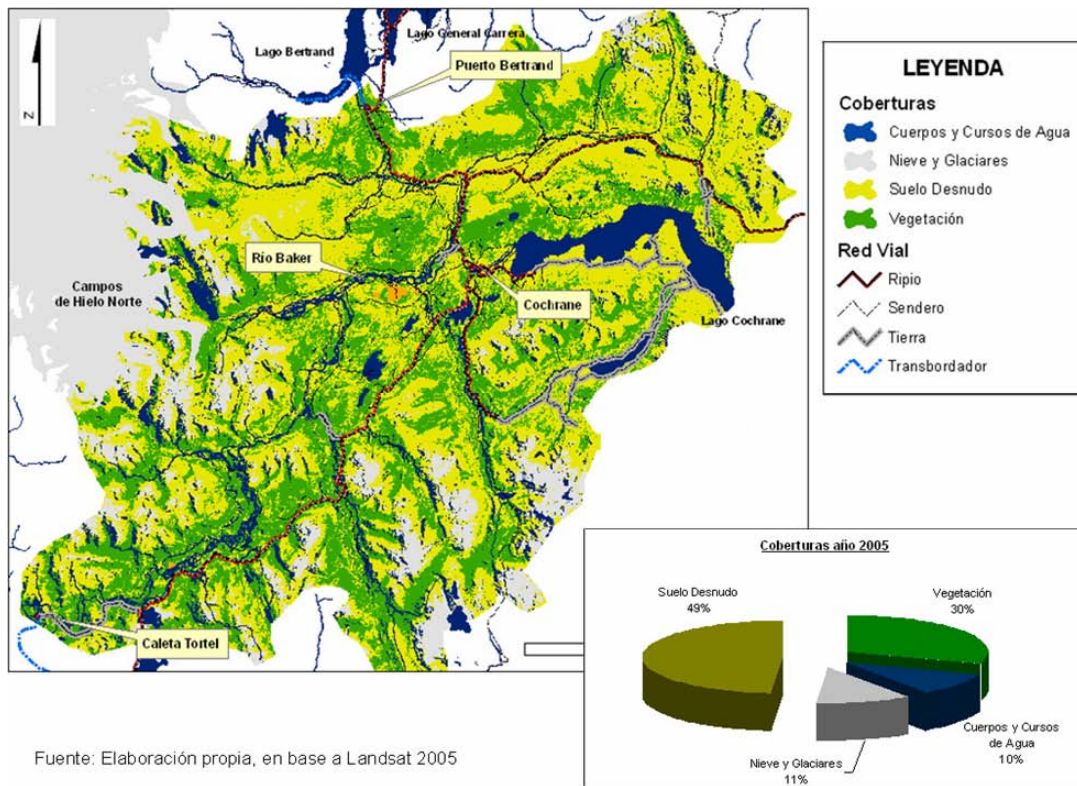 Lago Bertrand
Lago General Carrera
Puerto Bertrand
N
Río Baker
Campos
de Hielo Norte
Cochrane
Lago Cochrane
Caleta Tortel
LEYENDA
Coberturas
Cuerpos y Cursos de Agua
Nieve y Glaciares
Suelo Desnudo
Vegetación
Red Vial
Ripio
Sendero
Tierra
Transbordador
Coberturas año 2005
Suelo Desnudo
49%
Vegetación
30%
Cuerpos y Cursos
de Agua
10%
Nieve y Glaciares
11%
Fuente: Elaboración propia, en base a Landsat 2005